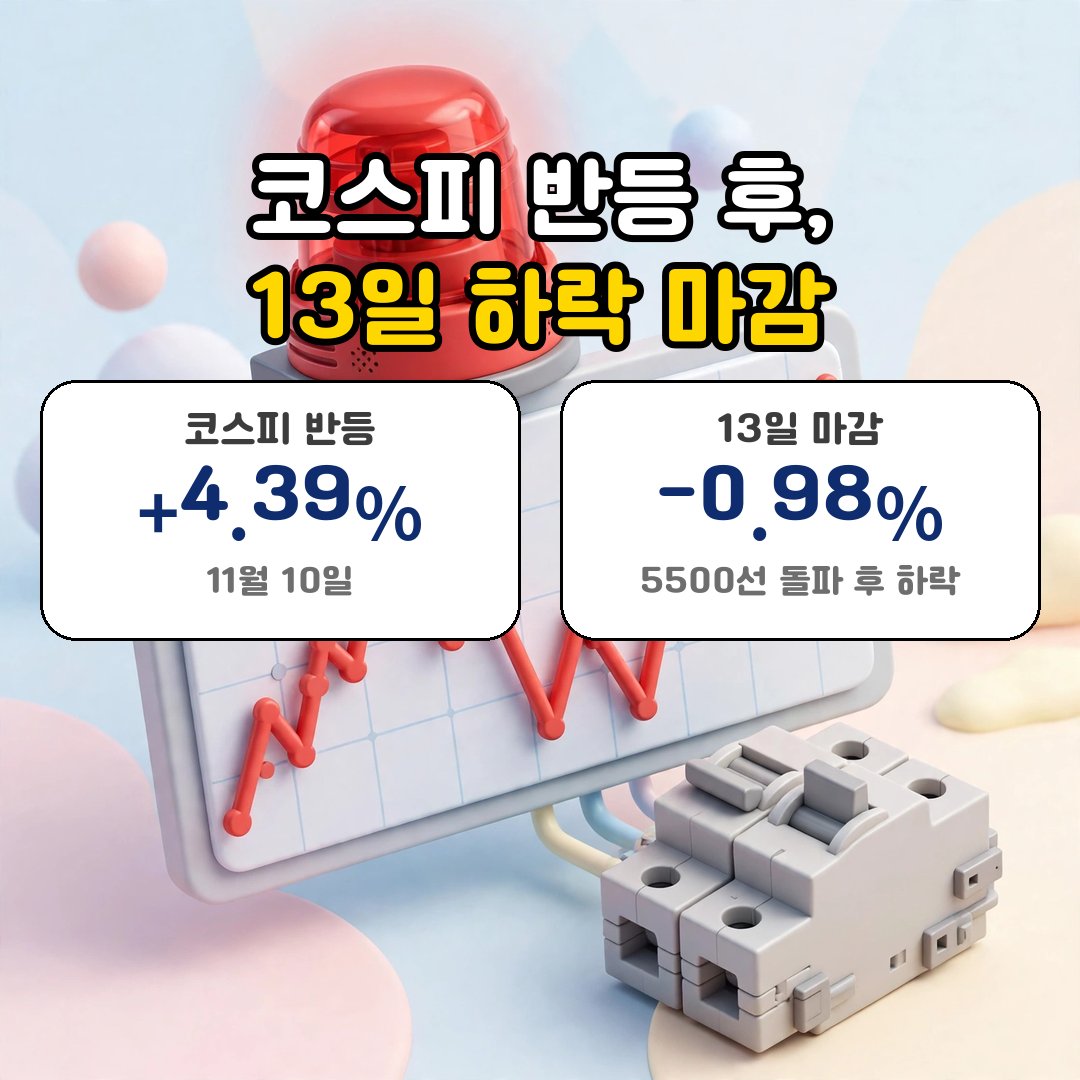 코스피 반등 후,
13일 하락 마감
코스피 반등
+4.39%
11월 10일
13일 마감
-0.98%
5500선 돌파 후 하락